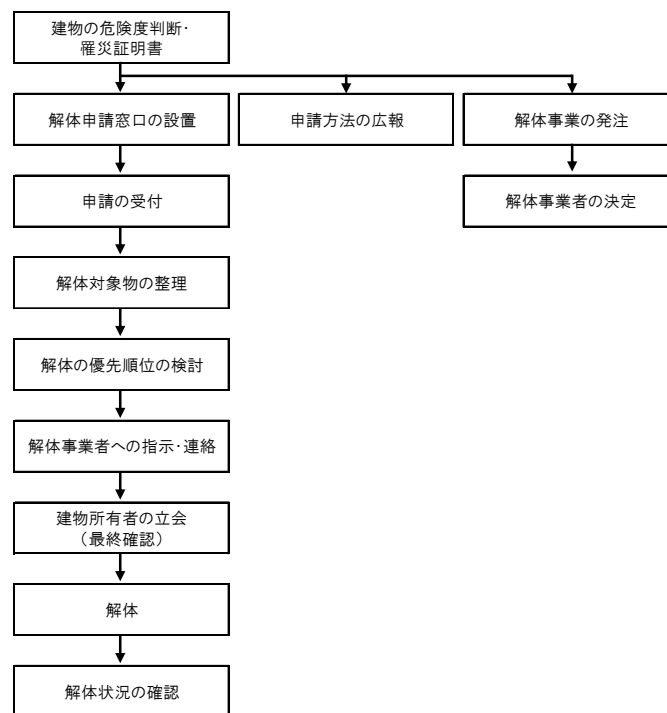 建物の危険度判断・
罹災証明書
解体申請窓口の設置
申請方法の広報
解体事業の発注
申請の受付
解体事業者の決定
解体対象物の整理
解体の優先順位の検討
解体事業者への指示・連絡
建物所有者の立会
（最終確認）
解体
解体状況の確認